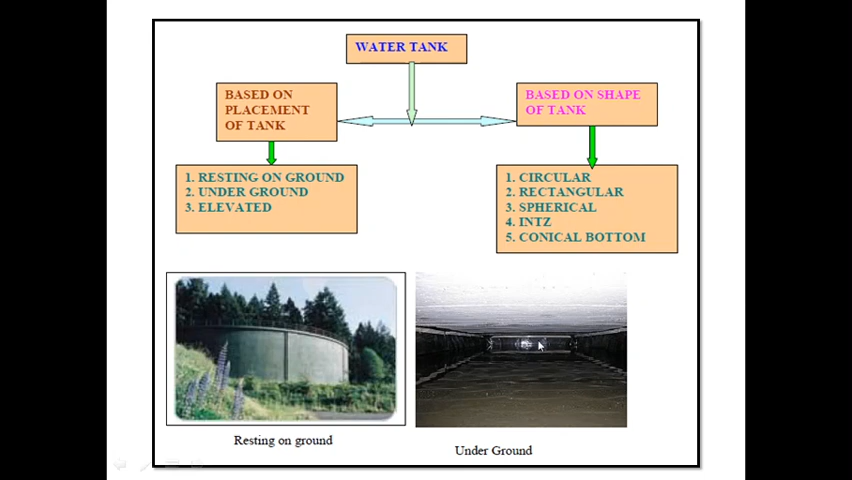 WATER TANK
BASED ON
PLACEMENT
OF TANK
BASED ON SHAPE
OF TANK
1. RESTING ON GROUND
2. UNDER GROUND
3. ELEVATED
1. CIRCULAR
2. RECTANGULAR
3. SPHERICAL
4. INTZ
5. CONICAL BOTTOM
Resting on ground
Under Ground